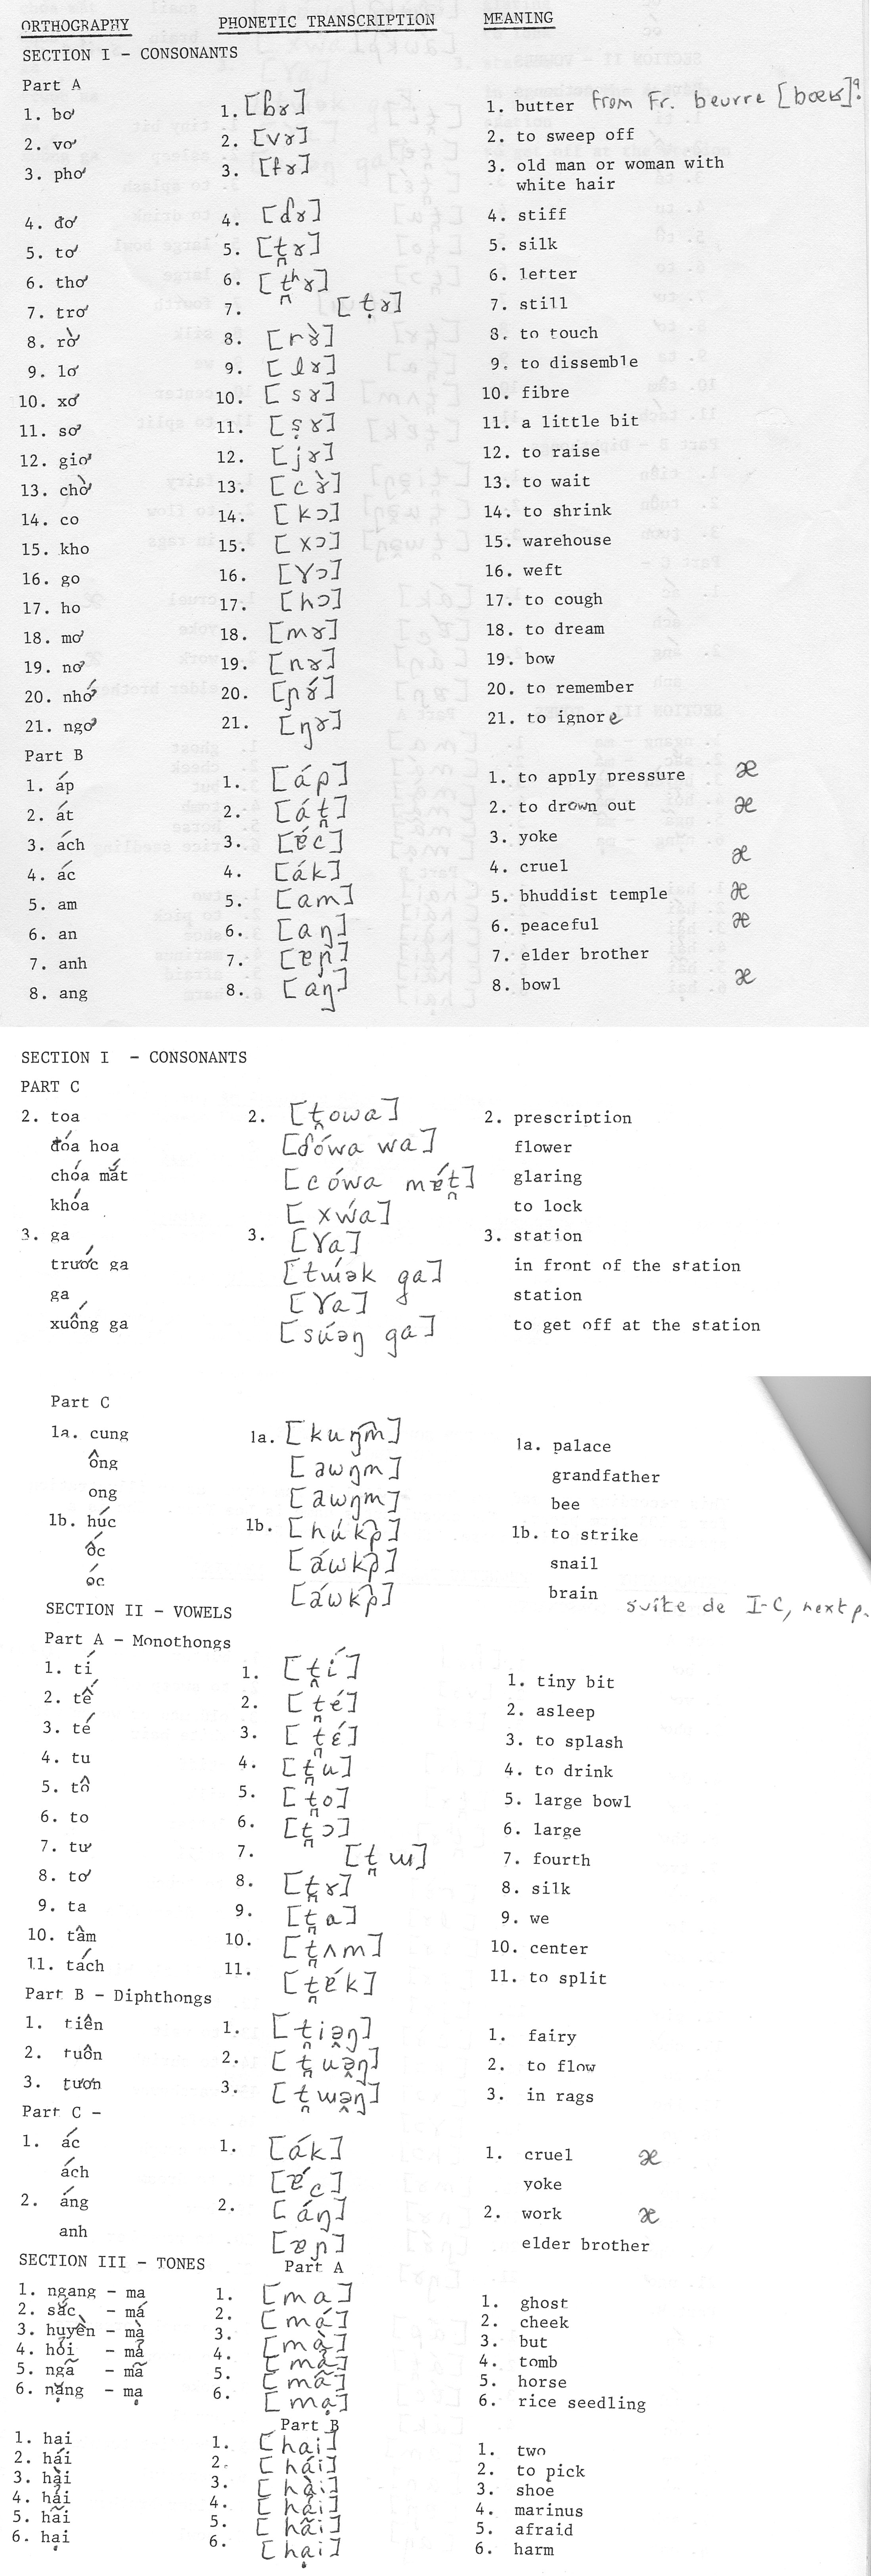 ORTHOGRAPHY PHONETIC TRANSCRIPTION MEANING
SECTION I - CONSONANTS
Part A
1. bơ 1. [ɓɤ] 1. butter from Fr. beurre [bœʁ]?
2. vơ 2. [vɤ] 2. to sweep off
3. phơ 3. [fɤ] 3. old man or woman with
white hair
4. đơ 4. [ɗɤ] 4. stiff
5. tơ 5. [t̪ɤ] 5. silk
6. thơ 6. [t̪ʰɤ] 6. letter
7. trơ 7. [ṭɤ] 7. still
8. rờ 8. [rɤ̀] 8. to touch
9. lơ 9. [lɤ] 9. to dissemble
10. xơ 10. [sɤ] 10. fibre
11. sơ 11. [ṣɤ] 11. a little bit
12. giơ 12. [jɤ] 12. to raise
13. chờ 13. [cɤ̀] 13. to wait
14. co 14. [kɔ] 14. to shrink
15. kho 15. [xɔ] 15. warehouse
16. go 16. [ɣɔ] 16. weft
17. ho 17. [hɔ] 17. to cough
18. mơ 18. [mɤ] 18. to dream
19. nơ 19. [nɤ] 19. bow
20. nhớ 20. [ɲɤ́] 20. to remember
21. ngơ 21. [ŋɤ] 21. to ignore
Part B
1. áp 1. [áp] 1. to apply pressure æ
2. át 2. [át̪] 2. to drown out æ
3. ách 3. [ɐ́c] 3. yoke
4. ác 4. [ák] 4. cruel æ
5. am 5. [am] 5. bhuddist temple æ
6. an 6. [aŋ] 6. peaceful æ
7. anh 7. [ɐɲ] 7. elder brother
8. ang 8. [aŋ] 8. bowl æ
SECTION I - CONSONANTS
PART C
2. toa 2. [t̪owa] 2. prescription
đóa hoa [ɗówa wa] flower
chóa mắt [cówa mɐ́t̪] glaring
khóa [xẃa] to lock
3. ga 3. [ɣa] 3. station
trước ga [tɯ́ək ga] in front of the station
ga [ɣa] station
xuống ga [súəŋ ga] to get off at the station
Part C
1a. cung 1a. [kuŋ͡m] 1a. palace
ông [awŋm] grandfather
ong [awŋm] bee
1b. húc 1b. [húk͡p] 1b. to strike
ốc [áwk͡p] snail
óc [áwk͡p] brain suite de I-C, next p.
SECTION II - VOWELS
Part A - Monothongs
1. tí 1. [t̪í] 1. tiny bit
2. tế 2. [t̪é] 2. asleep
3. té 3. [t̪ɛ́] 3. to splash
4. tu 4. [t̪u] 4. to drink
5. tô 5. [t̪o] 5. large bowl
6. to 6. [t̪ɔ] 6. large
7. tư 7. [t̪ɯ] 7. fourth
8. tơ 8. [t̪ɤ] 8. silk
9. ta 9. [t̪a] 9. we
10. tâm 10. [t̪ʌm] 10. center
11. tách 11. [t̪ɐ́k] 11. to split
Part B - Diphthongs
1. tiên 1. [t̪iə̯ŋ] 1. fairy
2. tuôn 2. [t̪uə̯ŋ] 2. to flow
3. tươn 3. [t̪ɯə̯ŋ] 3. in rags
Part C -
1. ác 1. [ák] 1. cruel æ
ách [ɐ́c] yoke
2. áng 2. [áŋ] 2. work æ
anh [ɐɲ] elder brother
SECTION III - TONES Part A
1. ngang - ma 1. [ma] 1. ghost
2. sắc - má 2. [má] 2. cheek
3. huyền - mà 3. [mà] 3. but
4. hỏi - mả 4. [mả] 4. tomb
5. ngã - mã 5. [mã] 5. horse
6. nặng - mạ 6. [mạ] 6. rice seedling
Part B
1. hai 1. [hai] 1. two
2. hái 2. [hái] 2. to pick
3. hài 3. [hài] 3. shoe
4. hải 4. [hải] 4. marinus
5. hãi 5. [hãi] 5. afraid
6. hại 6. [hại] 6. harm